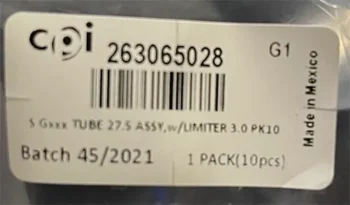 cpi 263065028 G1
S Gxxx TUBE 27.5 ASSY,w/LIMITER 3.0 PK10
Batch 45/2021 1 PACK(10pcs)
Made in Mexico